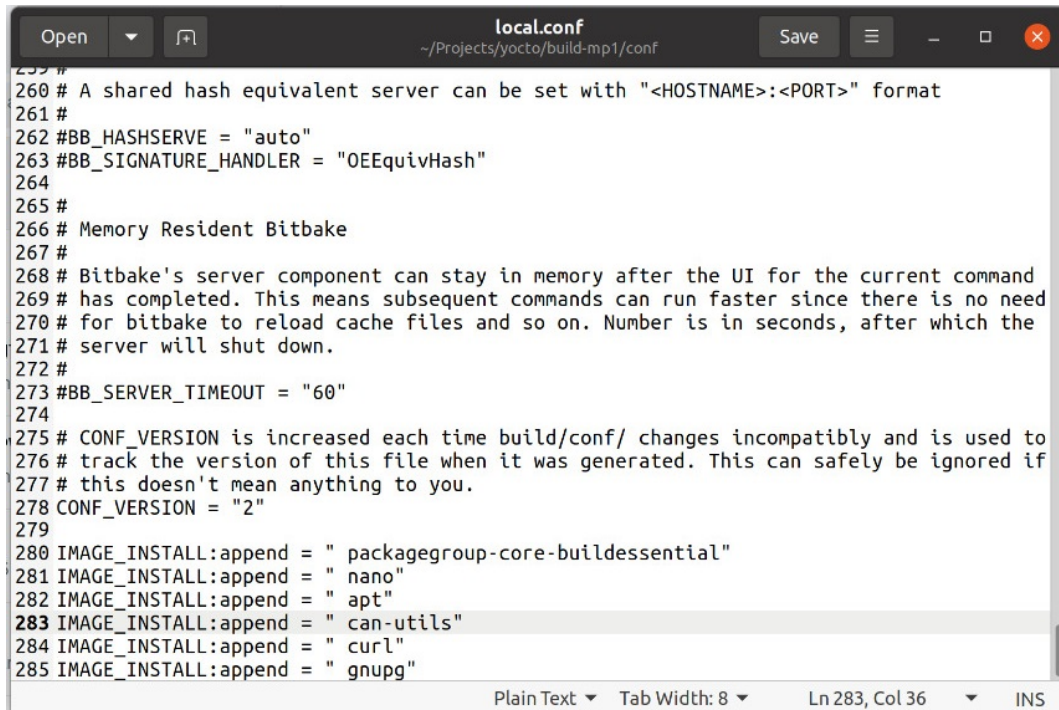 Open
local.conf
~/Projects/yocto/build-mp1/conf
Save
259 #
260 # A shared hash equivalent server can be set with "<HOSTNAME>:<PORT>" format
261 #
262 #BB_HASHSERVE = "auto"
263 #BB_SIGNATURE_HANDLER = "OEEquivHash"
264
265 #
266 # Memory Resident Bitbake
267 #
268 # Bitbake's server component can stay in memory after the UI for the current command
269 # has completed. This means subsequent commands can run faster since there is no need
270 # for bitbake to reload cache files and so on. Number is in seconds, after which the
271 # server will shut down.
272 #
273 #BB_SERVER_TIMEOUT = "60"
274
275 # CONF_VERSION is increased each time build/conf/ changes incompatibly and is used to
276 # track the version of this file when it was generated. This can safely be ignored if
277 # this doesn't mean anything to you.
278 CONF_VERSION = "2"
279
280 IMAGE_INSTALL:append = " packagegroup-core-buildessential"
281 IMAGE_INSTALL:append = " nano"
282 IMAGE_INSTALL:append = " apt"
283 IMAGE_INSTALL:append = " can-utils"
284 IMAGE_INSTALL:append = " curl"
285 IMAGE_INSTALL:append = " gnupg"
Plain Text Tab Width: 8 Ln 283, Col 36 INS